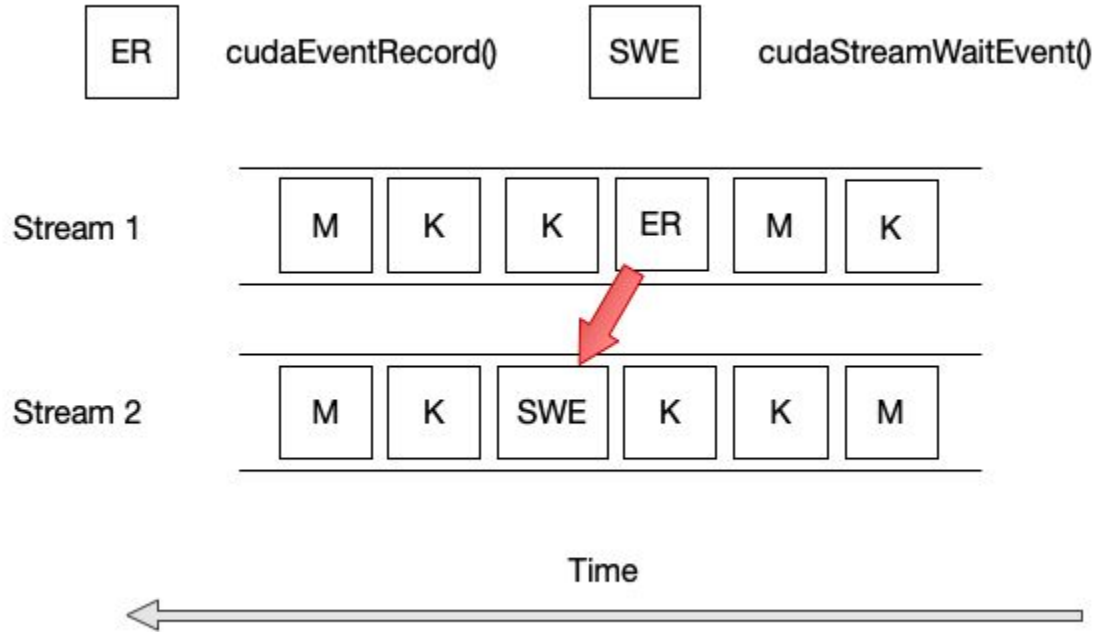 ER cudaEventRecord() SWE cudaStreamWaitEvent()
Stream 1 M K K ER M K
Stream 2 M K SWE K K M
Time